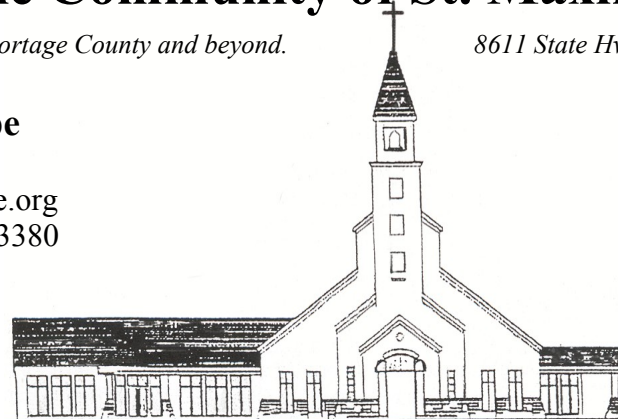 Community of St. Maxi
ortage County and beyond.
8611 State Hw
be
e.org
3380